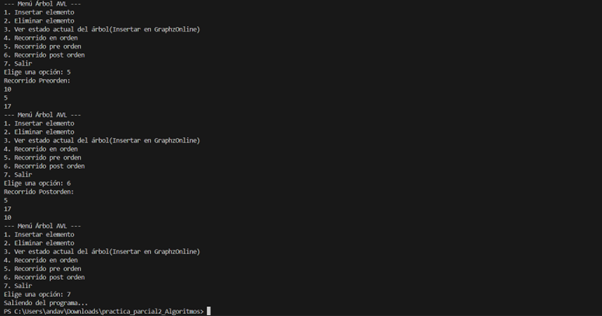 --- Menú Árbol AVL ---
1. Insertar elemento
2. Eliminar elemento
3. Ver estado actual del árbol(Insertar en GraphzOnline)
4. Recorrido en orden
5. Recorrido pre orden
6. Recorrido post orden
7. Salir
Elige una opción: 5
Recorrido Preorden:
10
5
17
--- Menú Árbol AVL ---
1. Insertar elemento
2. Eliminar elemento
3. Ver estado actual del árbol(Insertar en GraphzOnline)
4. Recorrido en orden
5. Recorrido pre orden
6. Recorrido post orden
7. Salir
Elige una opción: 6
Recorrido Postorden:
5
17
10
--- Menú Árbol AVL ---
1. Insertar elemento
2. Eliminar elemento
3. Ver estado actual del árbol(Insertar en GraphzOnline)
4. Recorrido en orden
5. Recorrido pre orden
6. Recorrido post orden
7. Salir
Elige una opción: 7
Saliendo del programa...
PS C:\Users\andav\Downloads\practica_parcial2_Algoritmos>